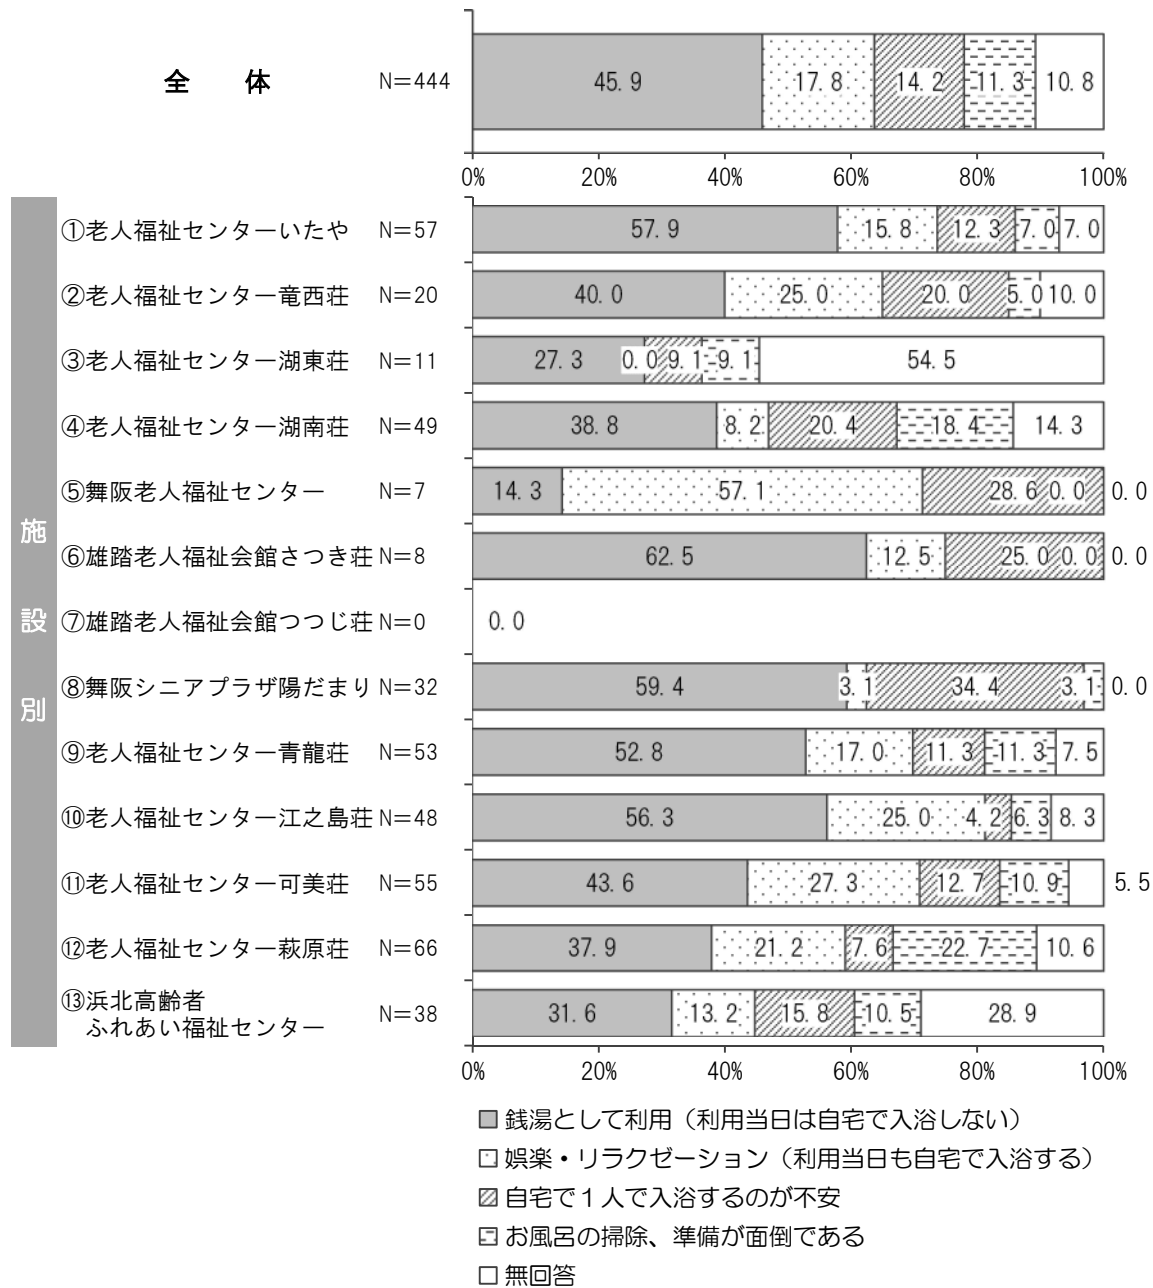 全 体 N=444 45.9 17.8 14.2 11.3 10.8
0% 20% 40% 60% 80% 100%
施設別
①老人福祉センターいたや N=57 57.9 15.8 12.3 7.0 7.0
②老人福祉センター竜西荘 N=20 40.0 25.0 20.0 5.0 10.0
③老人福祉センター湖東荘 N=11 27.3 0.0 9.1 9.1 54.5
④老人福祉センター湖南荘 N=49 38.8 8.2 20.4 18.4 14.3
⑤舞阪老人福祉センター N=7 14.3 57.1 28.6 0.0 0.0
⑥雄踏老人福祉会館さつき荘 N=8 62.5 12.5 25.0 0.0 0.0
⑦雄踏老人福祉会館つつじ荘 N=0 0.0
⑧舞阪シニアプラザ陽だまり N=32 59.4 3.1 34.4 3.1 0.0
⑨老人福祉センター青龍荘 N=53 52.8 17.0 11.3 11.3 7.5
⑩老人福祉センター江之島荘 N=48 56.3 25.0 4.2 6.3 8.3
⑪老人福祉センター可美荘 N=55 43.6 27.3 12.7 10.9 5.5
⑫老人福祉センター萩原荘 N=66 37.9 21.2 7.6 22.7 10.6
⑬浜北高齢者
ふれあい福祉センター N=38 31.6 13.2 15.8 10.5 28.9
0% 20% 40% 60% 80% 100%
銭湯として利用（利用当日は自宅で入浴しない）
娯楽・リラクゼーション（利用当日も自宅で入浴する）
自宅で１人で入浴するのが不安
お風呂の掃除、準備が面倒である
無回答